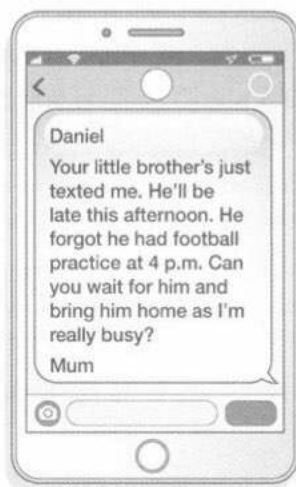 Daniel
Your little brother's just
texted me. He'll be
late this afternoon. He
forgot he had football
practice at 4 p.m. Can
you wait for him and
bring him home as I'm
really busy?
Mum